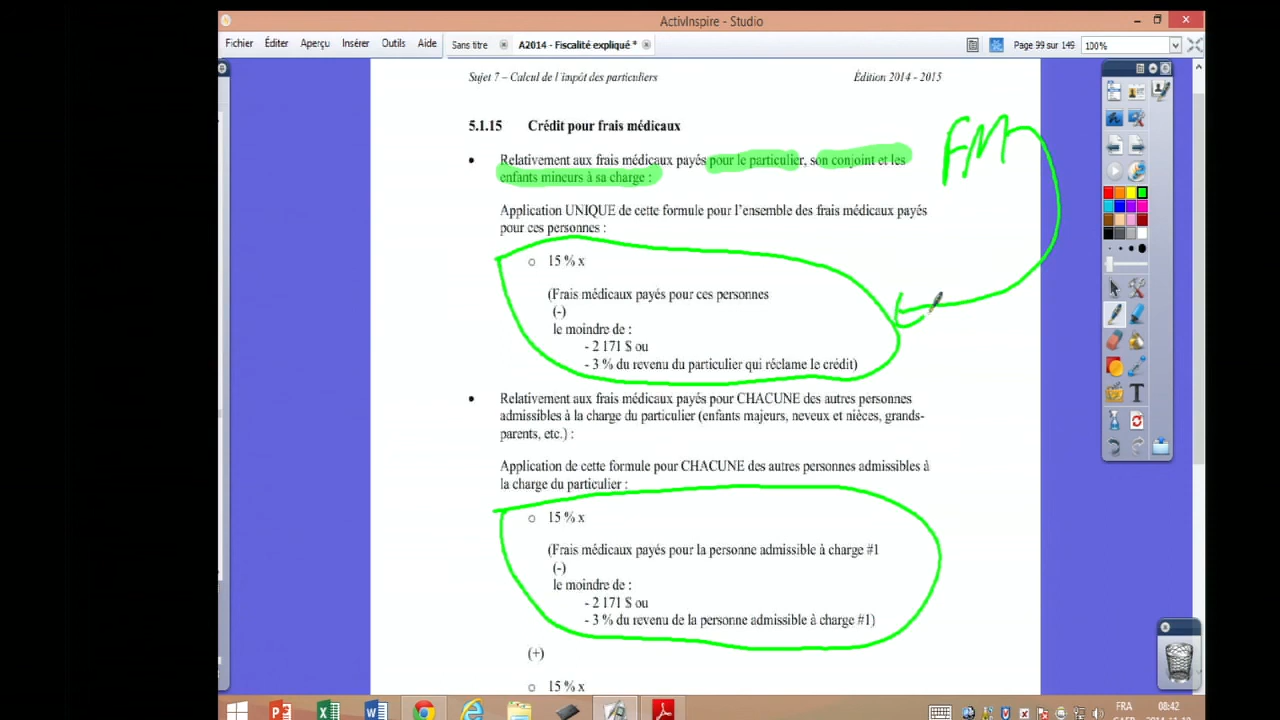 ActivInspire - Studio
Fichier Éditer Aperçu Insérer Outils Aide
Sans titre
A2014 - Fiscalité expliqué *
Page 99 sur 149
100%
Sujet 7 – Calcul de l'impôt des particuliers
Édition 2014 - 2015
5.1.15 Crédit pour frais médicaux
FM
• Relativement aux frais médicaux payés pour le particulier, son conjoint et les
enfants mineurs à sa charge :
Application UNIQUE de cette formule pour l'ensemble des frais médicaux payés
pour ces personnes :
o 15 % x
(Frais médicaux payés pour ces personnes
(-)
le moindre de :
- 2 171 $ ou
- 3 % du revenu du particulier qui réclame le crédit)
• Relativement aux frais médicaux payés pour CHACUNE des autres personnes
admissibles à la charge du particulier (enfants majeurs, neveux et nièces, grands-
parents, etc.) :
Application de cette formule pour CHACUNE des autres personnes admissibles à
la charge du particulier :
o 15 % x
(Frais médicaux payés pour la personne admissible à charge #1
(-)
le moindre de :
- 2 171 $ ou
- 3 % du revenu de la personne admissible à charge #1)
(+)
o 15 % x
FRA
08:42